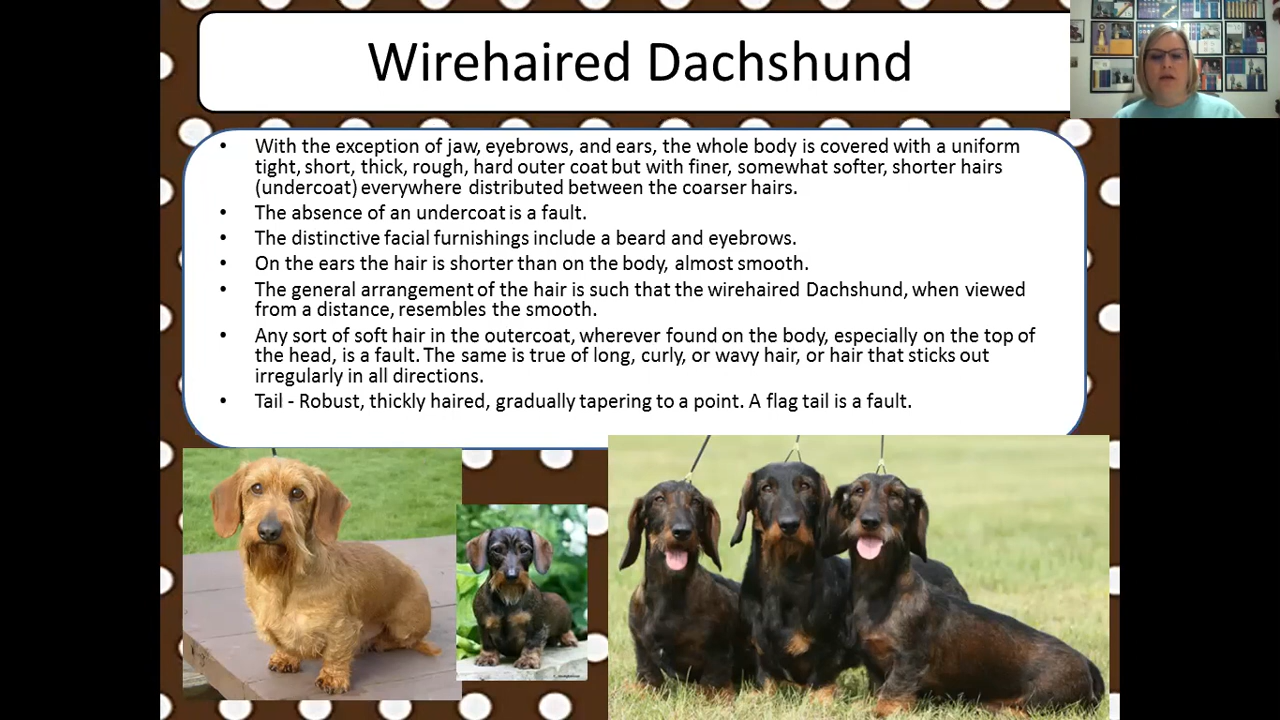 Wirehaired Dachshund
• With the exception of jaw, eyebrows, and ears, the whole body is covered with a uniform
tight, short, thick, rough, hard outer coat but with finer, somewhat softer, shorter hairs
(undercoat) everywhere distributed between the coarser hairs.
• The absence of an undercoat is a fault.
• The distinctive facial furnishings include a beard and eyebrows.
• On the ears the hair is shorter than on the body, almost smooth.
• The general arrangement of the hair is such that the wirehaired Dachshund, when viewed
from a distance, resembles the smooth.
• Any sort of soft hair in the outercoat, wherever found on the body, especially on the top of
the head, is a fault. The same is true of long, curly, or wavy hair, or hair that sticks out
irregularly in all directions.
• Tail - Robust, thickly haired, gradually tapering to a point. A flag tail is a fault.